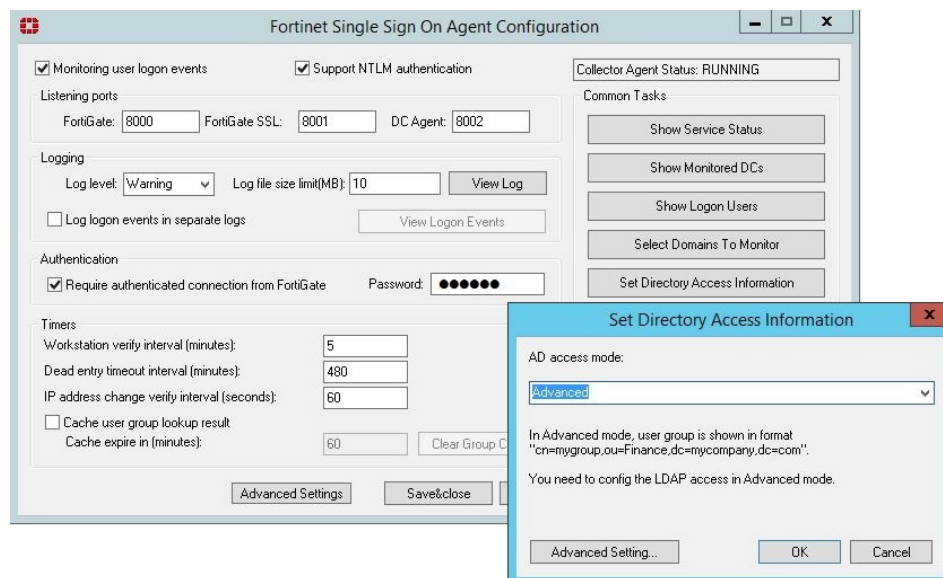 Fortinet Single Sign On Agent Configuration
Monitoring user logon events
Support NTLM authentication
Collector Agent Status: RUNNING
Listening ports
FortiGate: 8000 FortiGate SSL: 8001 DC Agent: 8002
Common Tasks
Show Service Status
Show Monitored DCs
Show Logon Users
Select Domains To Monitor
Set Directory Access Information
Logging
Log level: Warning Log file size limit(MB): 10 View Log
Log logon events in separate logs View Logon Events
Authentication
Require authenticated connection from FortiGate Password: ●●●●●●
Timers
Workstation verify interval (minutes): 5
Dead entry timeout interval (minutes): 480
IP address change verify interval (seconds): 60
Cache user group lookup result
Cache expire in (minutes): 60 Clear Group C
Advanced Settings Save&close
Set Directory Access Information
AD access mode:
Advanced
In Advanced mode, user group is shown in format
"cn=mygroup,ou=Finance,dc=mycompany,dc=com".
You need to config the LDAP access in Advanced mode.
Advanced Setting... OK Cancel